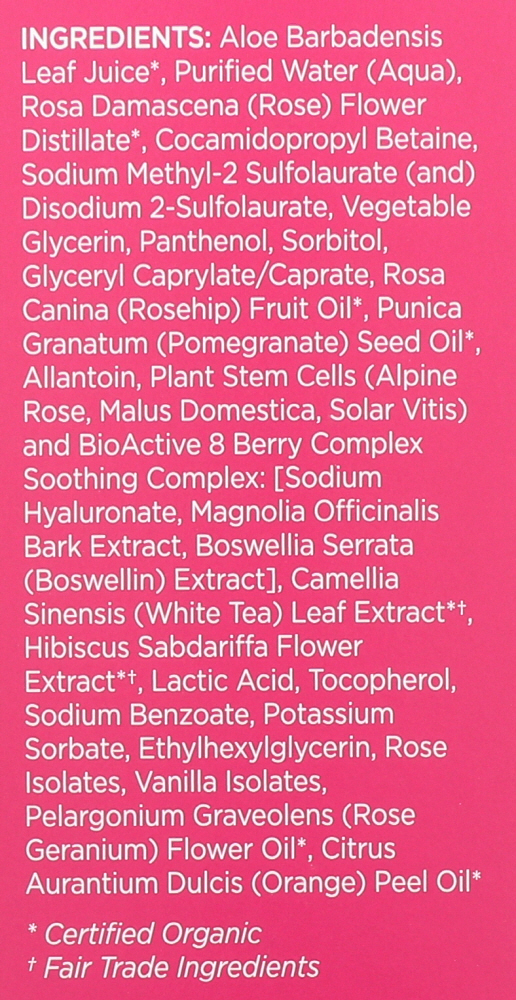 INGREDIENTS: Aloe Barbadensis
Leaf Juice*, Purified Water (Aqua),
Rosa Damascena (Rose) Flower
Distillate*, Cocamidopropyl Betaine,
Sodium Methyl-2 Sulfolaurate (and)
Disodium 2-Sulfolaurate, Vegetable
Glycerin, Panthenol, Sorbitol,
Glyceryl Caprylate/Caprate, Rosa
Canina (Rosehip) Fruit Oil*, Punica
Granatum (Pomegranate) Seed Oil*,
Allantoin, Plant Stem Cells (Alpine
Rose, Malus Domestica, Solar Vitis)
and BioActive 8 Berry Complex
Soothing Complex: [Sodium
Hyaluronate, Magnolia Officinalis
Bark Extract, Boswellia Serrata
(Boswellin) Extract], Camellia
Sinensis (White Tea) Leaf Extract*†,
Hibiscus Sabdariffa Flower
Extract*†, Lactic Acid, Tocopherol,
Sodium Benzoate, Potassium
Sorbate, Ethylhexylglycerin, Rose
Isolates, Vanilla Isolates,
Pelargonium Graveolens (Rose
Geranium) Flower Oil*, Citrus
Aurantium Dulcis (Orange) Peel Oil*
* Certified Organic
† Fair Trade Ingredients